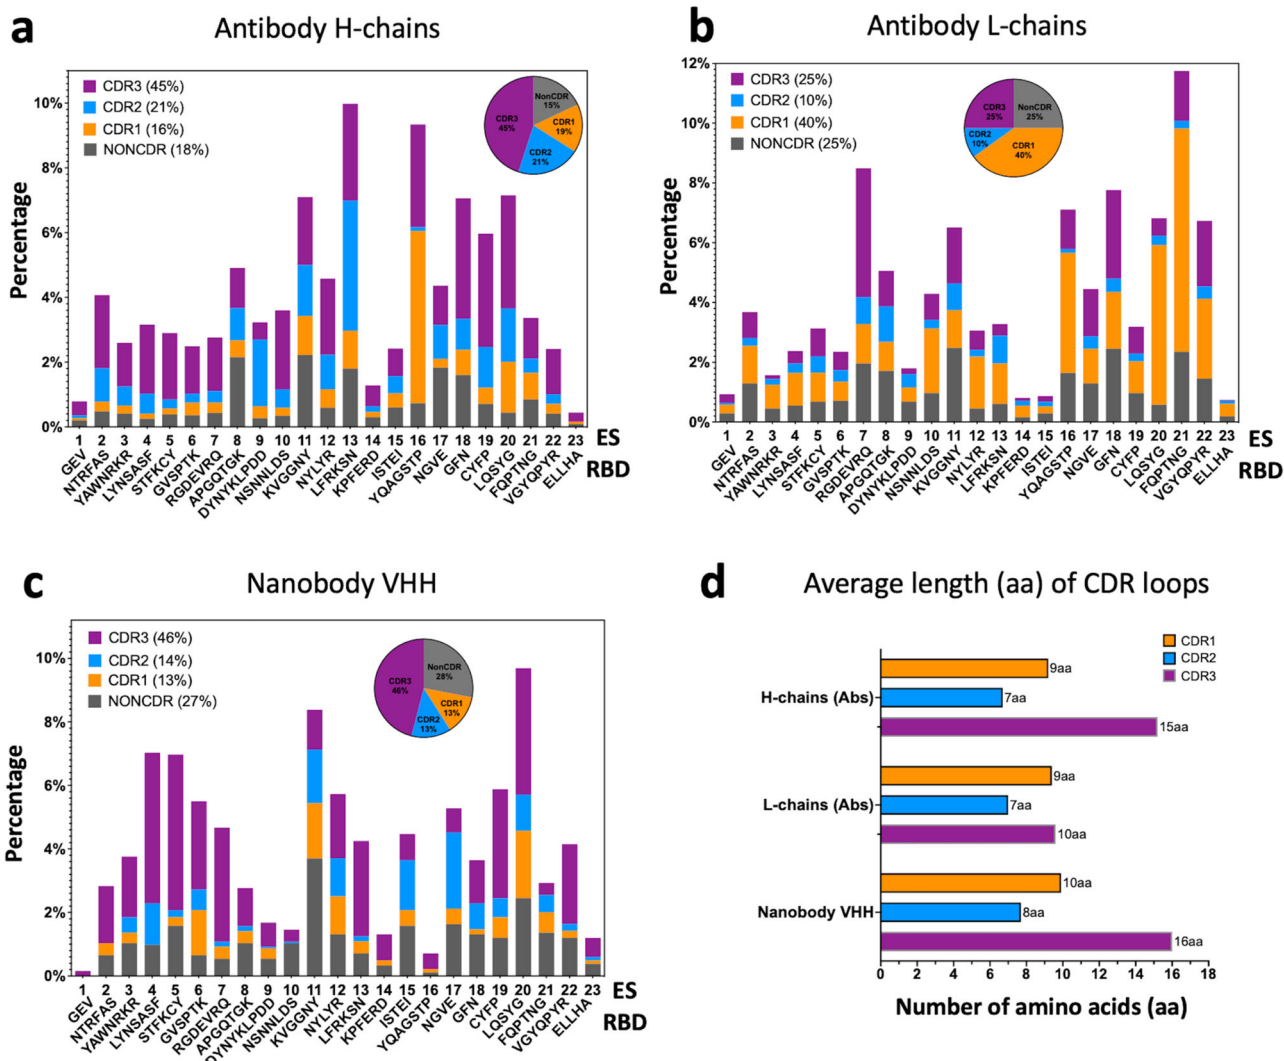 a
Antibody H-chains
Percentage
10%
8%
6%
4%
2%
0%
CDR3 (45%)
CDR2 (21%)
CDR1 (16%)
NONCDR (18%)
NonCDR
15%
CDR1
19%
CDR2
21%
CDR3
45%
1 2 3 4 5 6 7 8 9 10 11 12 13 14 15 16 17 18 19 20 21 22 23 ES
GEV NTRFAS YAWNRKR LYNSASF STFKCY GVSPTK RGDEVRQ APGQTGK DYNYKLPDD NSNNLDS KVGGNY NYLYR LFRKSN KPFERD ISTEI YQAGSTP NGVE GFN CYFP LQSYG FQPTNG VGYQPYR ELLHA RBD
b
Antibody L-chains
Percentage
12%
10%
8%
6%
4%
2%
0%
CDR3 (25%)
CDR2 (10%)
CDR1 (40%)
NONCDR (25%)
CDR3
25%
NonCDR
25%
CDR2
10%
CDR1
40%
1 2 3 4 5 6 7 8 9 10 11 12 13 14 15 16 17 18 19 20 21 22 23 ES
GEV NTRFAS YAWNRKR LYNSASF STFKCY GVSPTK RGDEVRQ APGQTGK DYNYKLPDD NSNNLDS KVGGNY NYLYR LFRKSN KPFERD ISTEI YQAGSTP NGVE GFN CYFP LQSYG FQPTNG VGYQPYR ELLHA RBD
c
Nanobody VHH
Percentage
10%
8%
6%
4%
2%
0%
CDR3 (46%)
CDR2 (14%)
CDR1 (13%)
NONCDR (27%)
NonCDR
28%
CDR3
46%
CDR1
13%
CDR2
13%
1 2 3 4 5 6 7 8 9 10 11 12 13 14 15 16 17 18 19 20 21 22 23 ES
GEV NTRFAS YAWNRKR LYNSASF STFKCY GVSPTK RGDEVRQ APGQTGK DYNYKLPDD NSNNLDS KVGGNY NYLYR LFRKSN KPFERD ISTEI YQAGSTP NGVE GFN CYFP LQSYG FQPTNG VGYQPYR ELLHA RBD
d
Average length (aa) of CDR loops
CDR1
CDR2
CDR3
9aa
H-chains (Abs) 7aa
15aa
9aa
L-chains (Abs) 7aa
10aa
10aa
Nanobody VHH 8aa
16aa
0 2 4 6 8 10 12 14 16 18
Number of amino acids (aa)